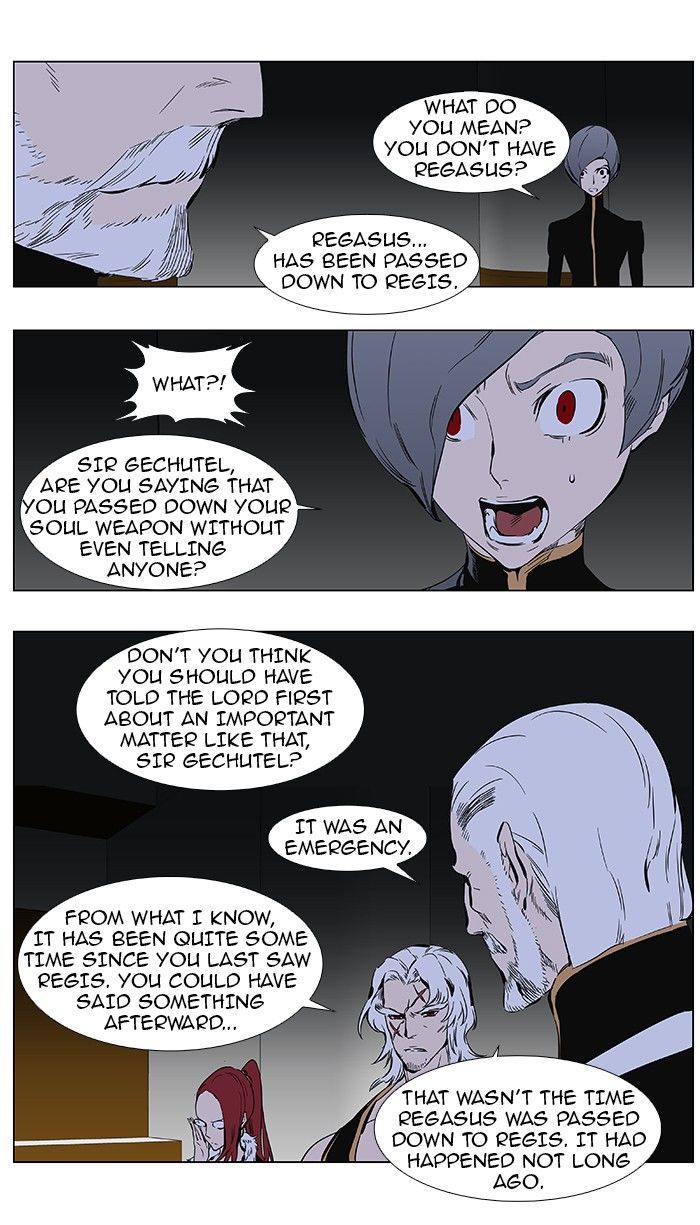 WHAT DO
YOU MEAN?
YOU DON'T HAVE
REGASUS?
REGASUS...
HAS BEEN PASSED
DOWN TO REGIS.
WHAT?!
SIR GECHUTEL,
ARE YOU SAYING THAT
YOU PASSED DOWN YOUR
SOUL WEAPON WITHOUT
EVEN TELLING
ANYONE?
DON'T YOU THINK
YOU SHOULD HAVE
TOLD THE LORD FIRST
ABOUT AN IMPORTANT
MATTER LIKE THAT,
SIR GECHUTEL?
IT WAS AN
EMERGENCY.
FROM WHAT I KNOW,
IT HAS BEEN QUITE SOME
TIME SINCE YOU LAST SAW
REGIS. YOU COULD HAVE
SAID SOMETHING
AFTERWARD...
THAT WASN'T THE TIME
REGASUS WAS PASSED
DOWN TO REGIS. IT HAD
HAPPENED NOT LONG
AGO.